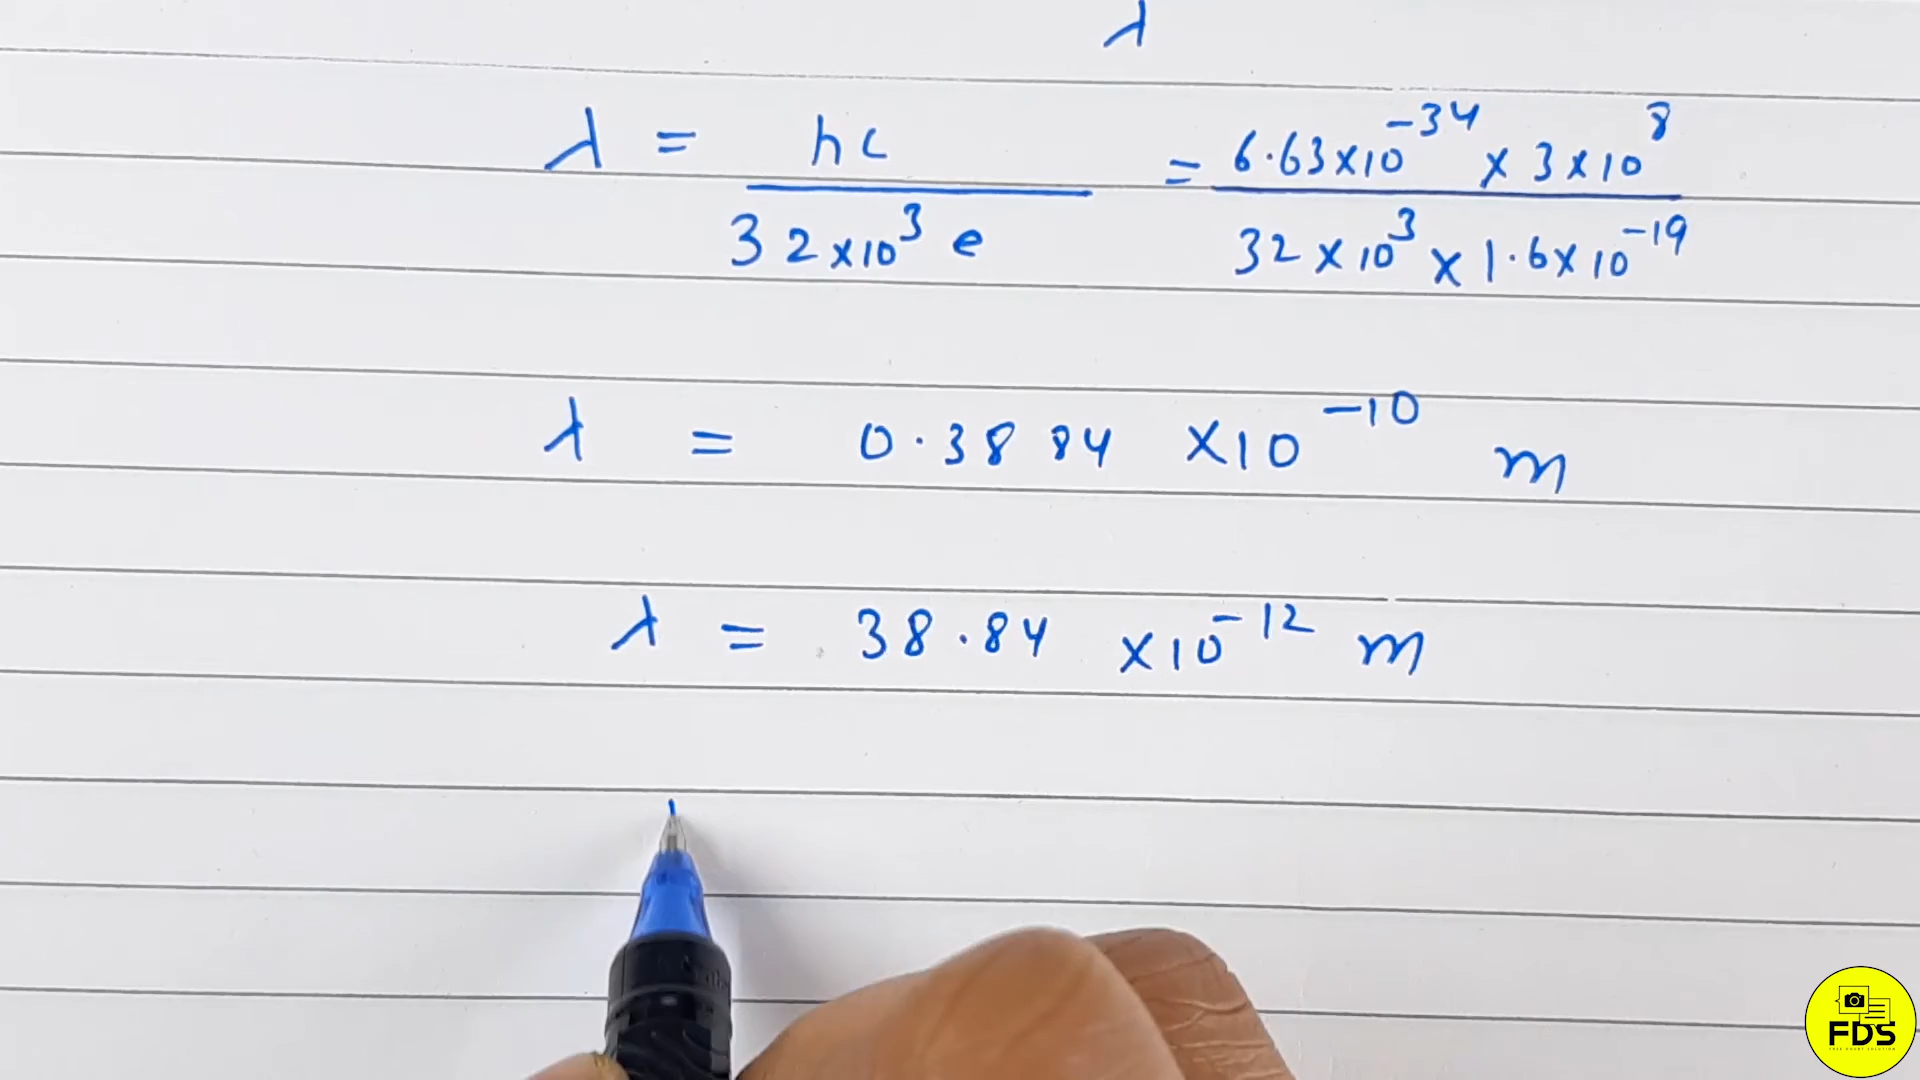 λ
λ = hc / 32×10³ e = 6.63×10⁻³⁴ × 3×10⁸ / 32×10³ × 1.6×10⁻¹⁹
λ = 0.3884 ×10⁻¹⁰ m
λ = 38.84 ×10⁻¹² m
FDS